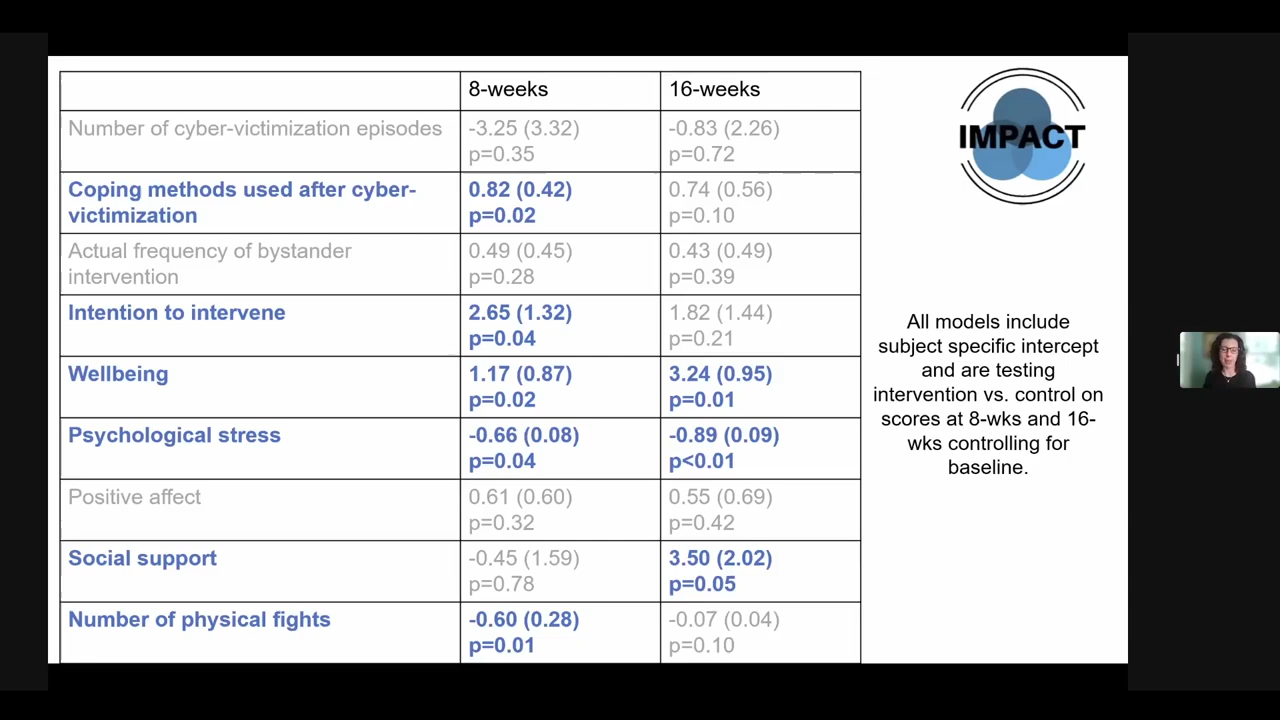 8-weeks 16-weeks
Number of cyber-victimization episodes -3.25 (3.32) -0.83 (2.26)
p=0.35 p=0.72
Coping methods used after cyber- 0.82 (0.42) 0.74 (0.56)
victimization p=0.02 p=0.10
Actual frequency of bystander 0.49 (0.45) 0.43 (0.49)
intervention p=0.28 p=0.39
Intention to intervene 2.65 (1.32) 1.82 (1.44)
p=0.04 p=0.21
Wellbeing 1.17 (0.87) 3.24 (0.95)
p=0.02 p=0.01
Psychological stress -0.66 (0.08) -0.89 (0.09)
p=0.04 p<0.01
Positive affect 0.61 (0.60) 0.55 (0.69)
p=0.32 p=0.42
Social support -0.45 (1.59) 3.50 (2.02)
p=0.78 p=0.05
Number of physical fights -0.60 (0.28) -0.07 (0.04)
p=0.01 p=0.10
IMPACT
All models include
subject specific intercept
and are testing
intervention vs. control on
scores at 8-wks and 16-
wks controlling for
baseline.